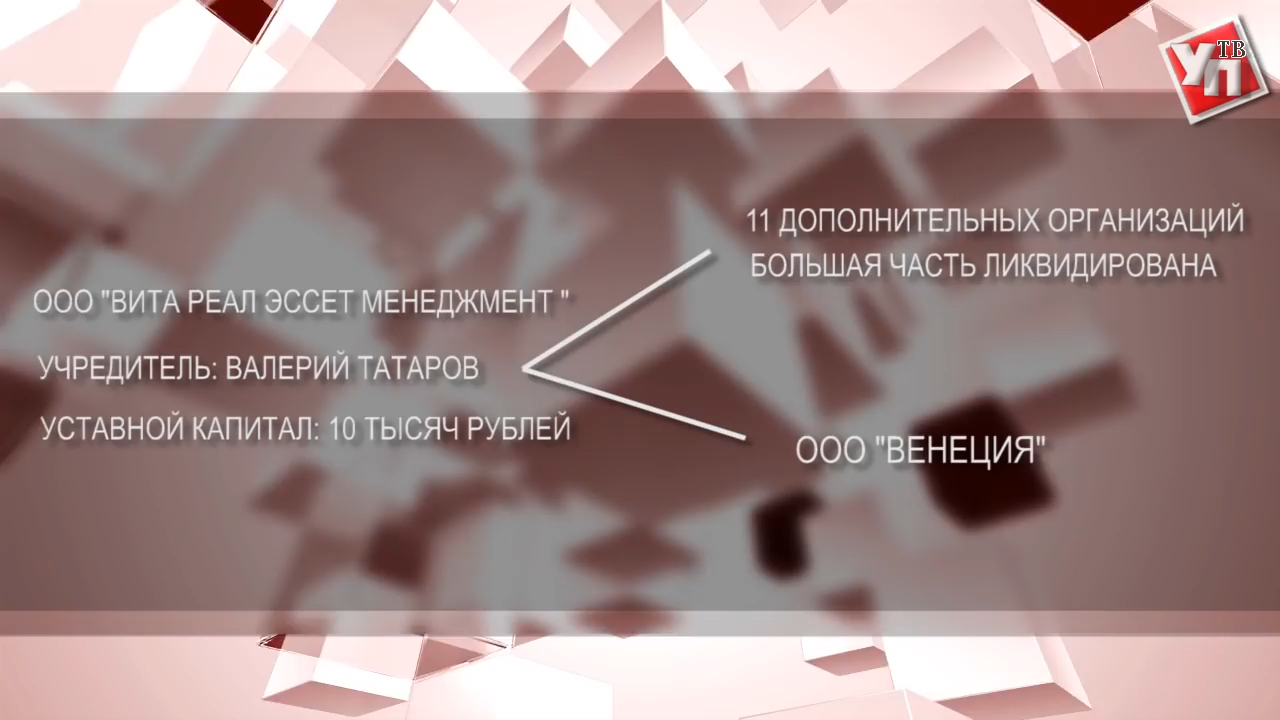 УП ТВ
11 ДОПОЛНИТЕЛЬНЫХ ОРГАНИЗАЦИЙ
БОЛЬШАЯ ЧАСТЬ ЛИКВИДИРОВАНА
ООО "ВИТА РЕАЛ ЭССЕТ МЕНЕДЖМЕНТ "
УЧРЕДИТЕЛЬ: ВАЛЕРИЙ ТАТАРОВ
УСТАВНОЙ КАПИТАЛ: 10 ТЫСЯЧ РУБЛЕЙ
ООО "ВЕНЕЦИЯ"